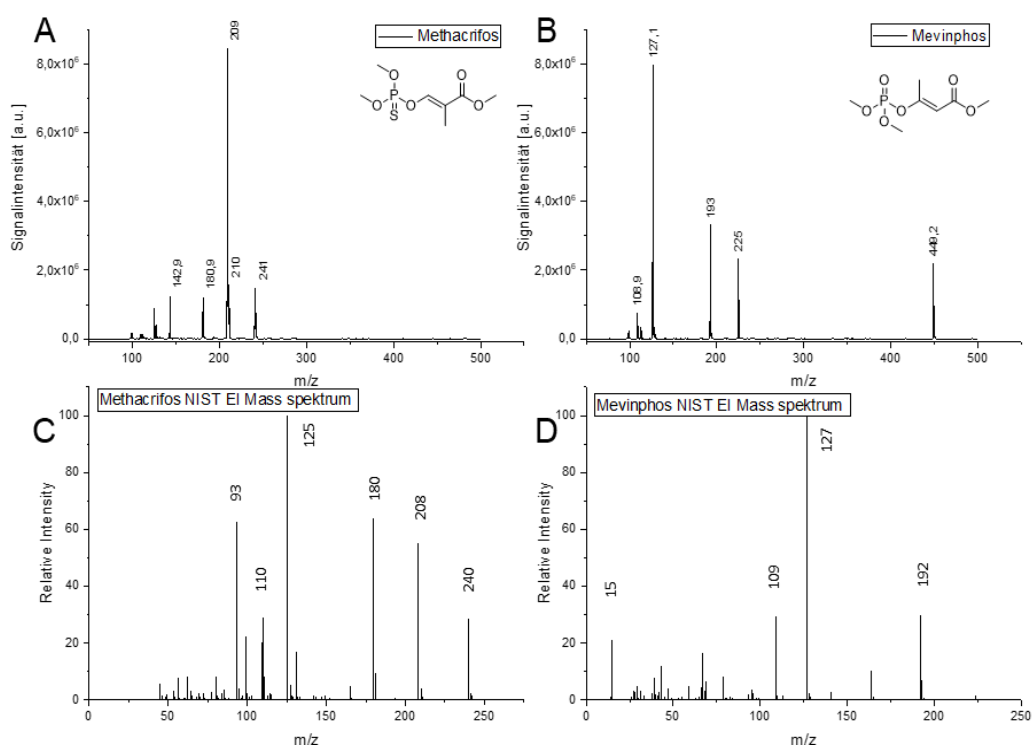 A
209
Methacrifos
8,0x10⁶
6,0x10⁶
4,0x10⁶
2,0x10⁶
0,0
Signalintensität [a.u.]
142,9
180,9
210
241
O
O
P
O
S
O
O
100
200
300
400
500
m/z
B
127,1
Mevinphos
8,0x10⁶
6,0x10⁶
4,0x10⁶
2,0x10⁶
0,0
Signalintensität [a.u.]
108,9
193
225
449,2
O
O
P
O
O
O
O
100
200
300
400
500
m/z
C
Methacrifos NIST EI Mass spektrum
100
80
60
40
20
0
Relative Intensity
93
110
125
180
208
240
0
50
100
150
200
250
m/z
D
Mevinphos NIST EI Mass spektrum
100
80
60
40
20
0
Relative Intensity
15
109
127
192
0
50
100
150
200
250
m/z